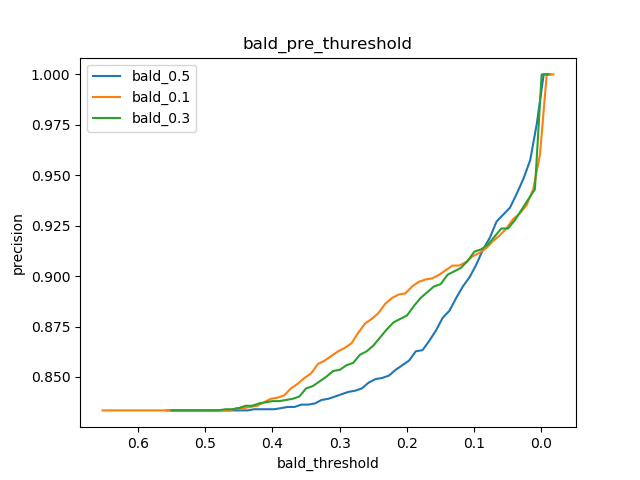 bald_pre_thureshold
bald_0.5
bald_0.1
bald_0.3
1.000
0.975
0.950
0.925
0.900
0.875
0.850
precision
0.6 0.5 0.4 0.3 0.2 0.1 0.0
bald_threshold